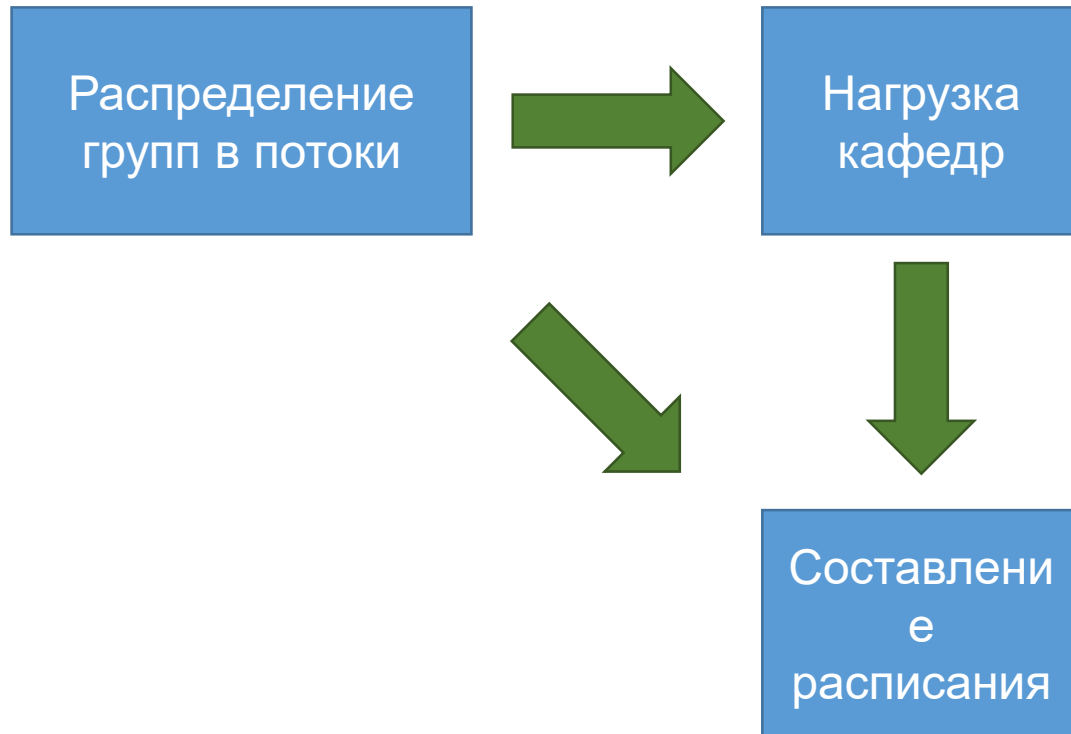 Распределение
групп в потоки
Нагрузка
кафедр
Составлени
е
расписания